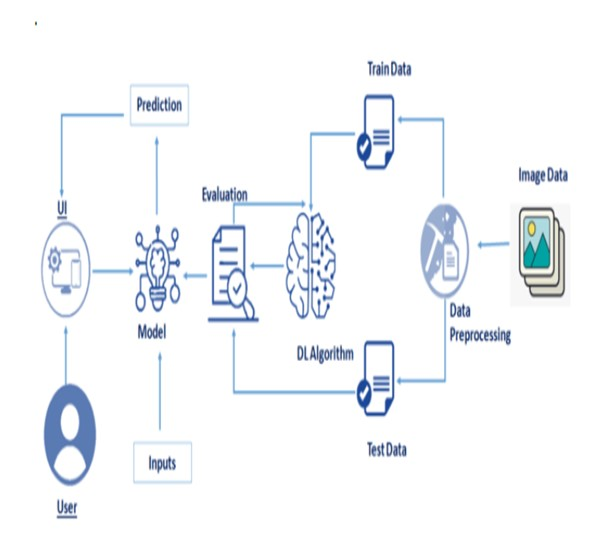 Train Data
Prediction
Image Data
Evaluation
UI
Model
Data
Preprocessing
DL Algorithm
Inputs
Test Data
User